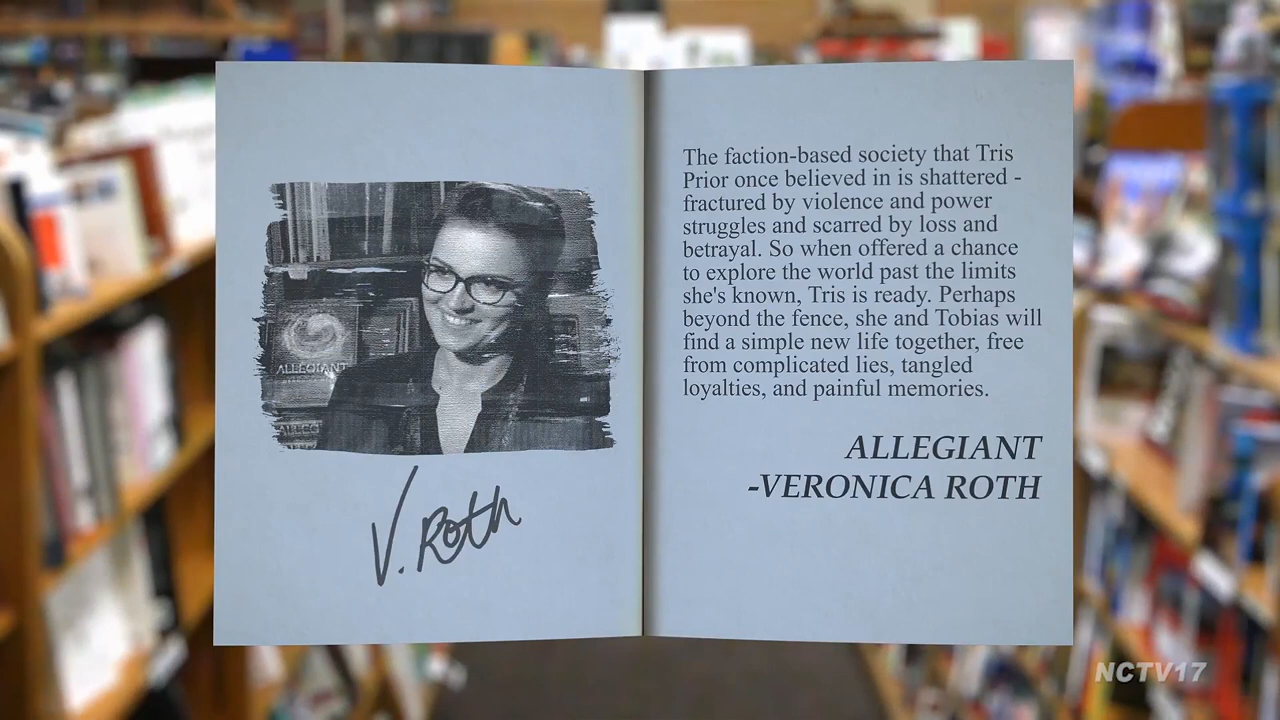 ALLEGIANT
V. Roth
The faction-based society that Tris
Prior once believed in is shattered -
fractured by violence and power
struggles and scarred by loss and
betrayal. So when offered a chance
to explore the world past the limits
she's known, Tris is ready. Perhaps
beyond the fence, she and Tobias will
find a simple new life together, free
from complicated lies, tangled
loyalties, and painful memories.
ALLEGIANT
-VERONICA ROTH
NCTV17